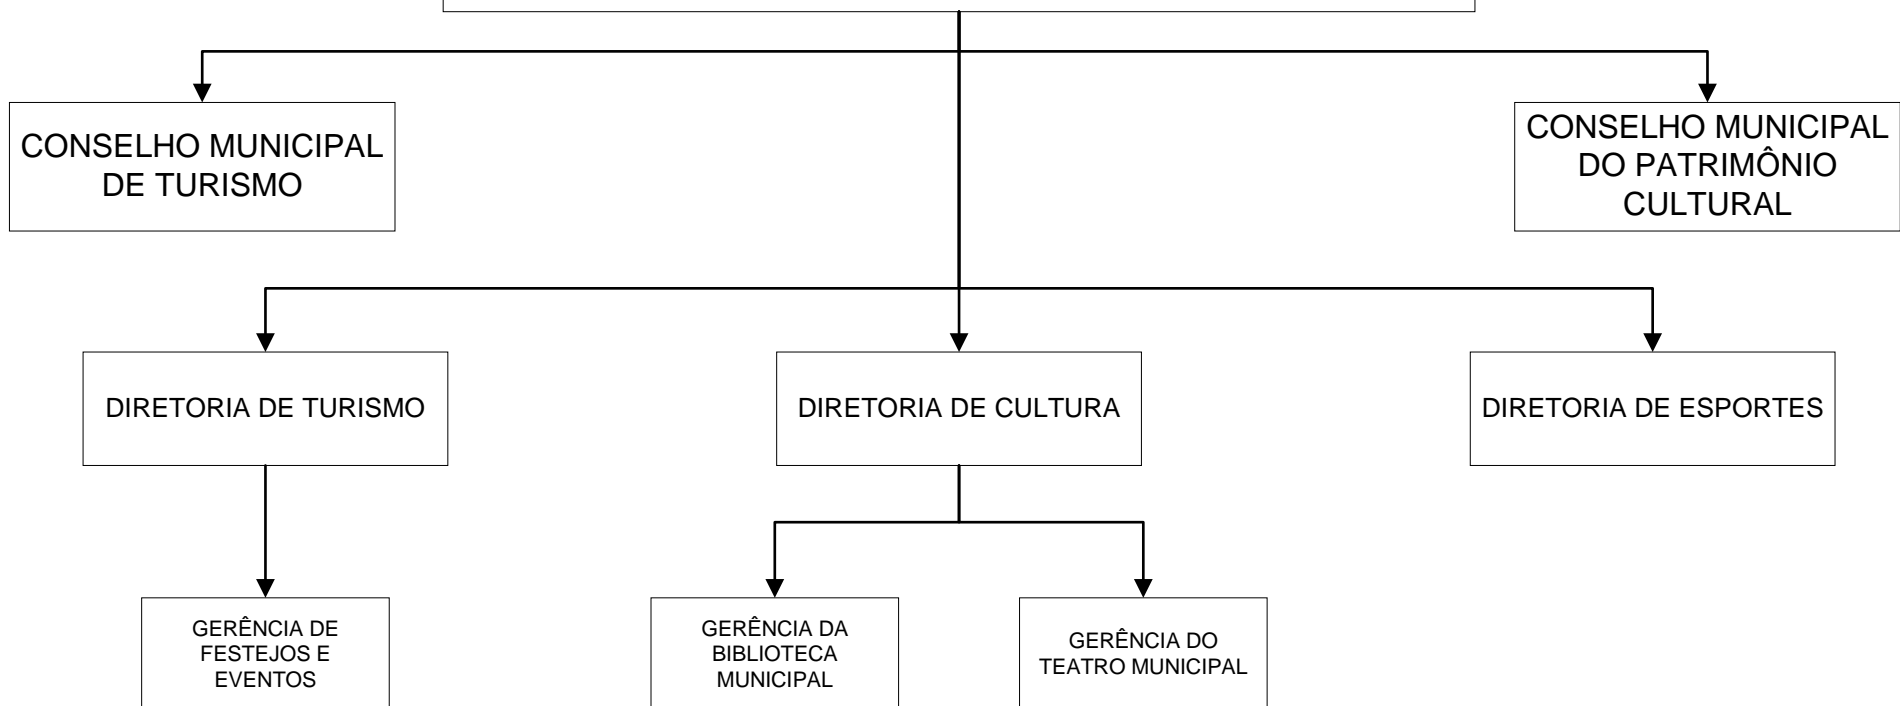 CONSELHO MUNICIPAL
DE TURISMO
CONSELHO MUNICIPAL
DO PATRIMÔNIO
CULTURAL
DIRETORIA DE TURISMO
DIRETORIA DE CULTURA
DIRETORIA DE ESPORTES
GERÊNCIA DE
FESTEJOS E
EVENTOS
GERÊNCIA DA
BIBLIOTECA
MUNICIPAL
GERÊNCIA DO
TEATRO MUNICIPAL